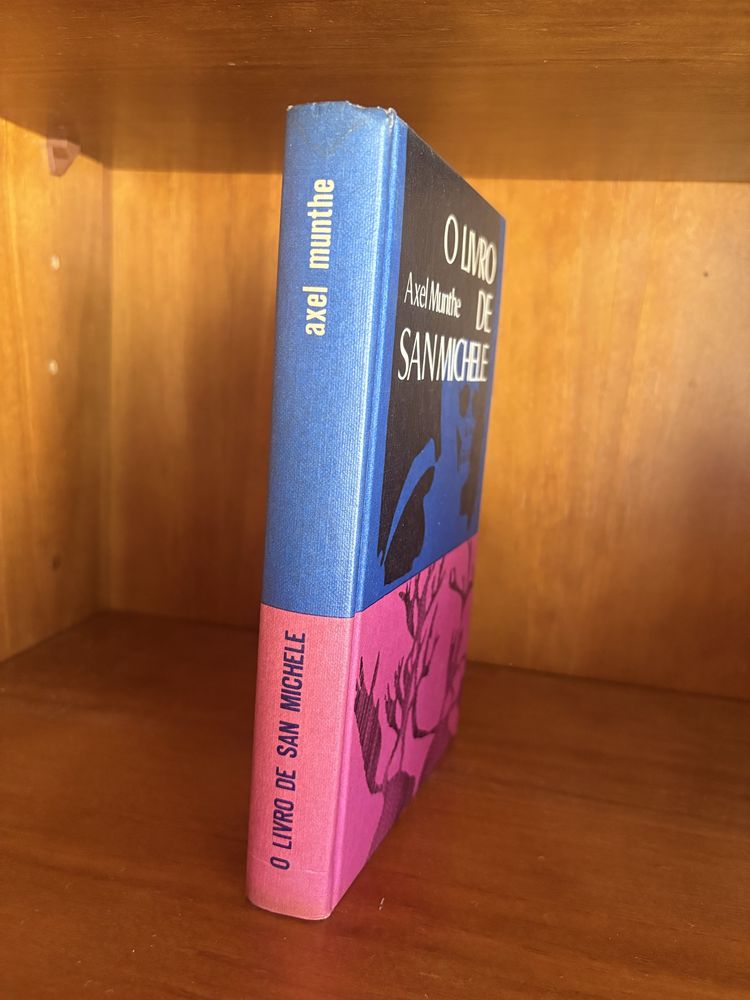 axel munthe
O LIVRO DE SAN MICHELE
O LIVRO
Axel Munthe DE
SAN MICHELE